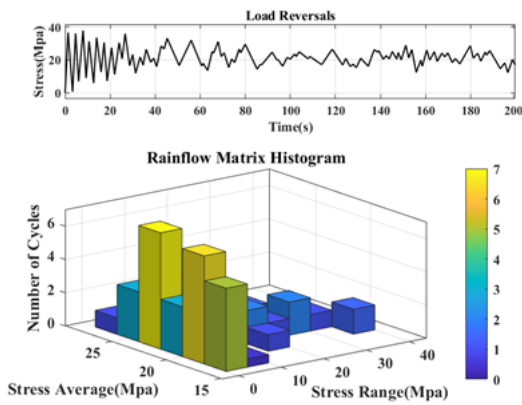 Load Reversals
Stress(Mpa)
40
20
0
0 20 40 60 80 100 120 140 160 180 200
Time(s)
Rainflow Matrix Histogram
Number of Cycles
6
4
2
0
25
20
15
Stress Average(Mpa)
0 10 20 30 40
Stress Range(Mpa)
7
6
5
4
3
2
1
0